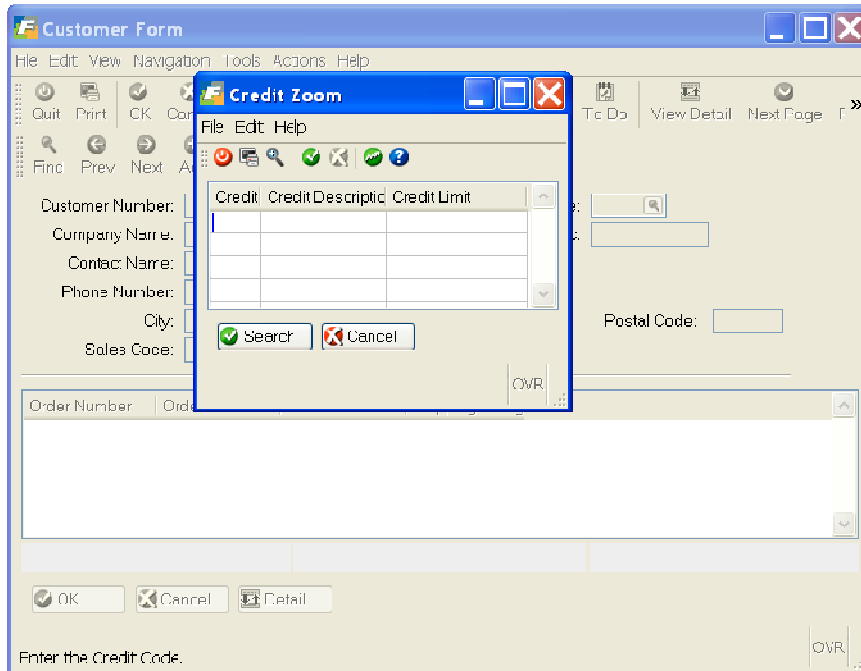 Customer Form
File Edit View Navigation Tools Actions Help
Quit Print OK To Do View Detail Next Page
Find Prev Next
Credit Zoom
File Edit Help
Credit Credit Descriptic Credit Limit
Search Cancel
OVR
Customer Number:
Company Name:
Contact Name:
Phone Number:
City: Postal Code:
Sales Code:
Order Number
OK Cancel Detail
Enter the Credit Code. OVR